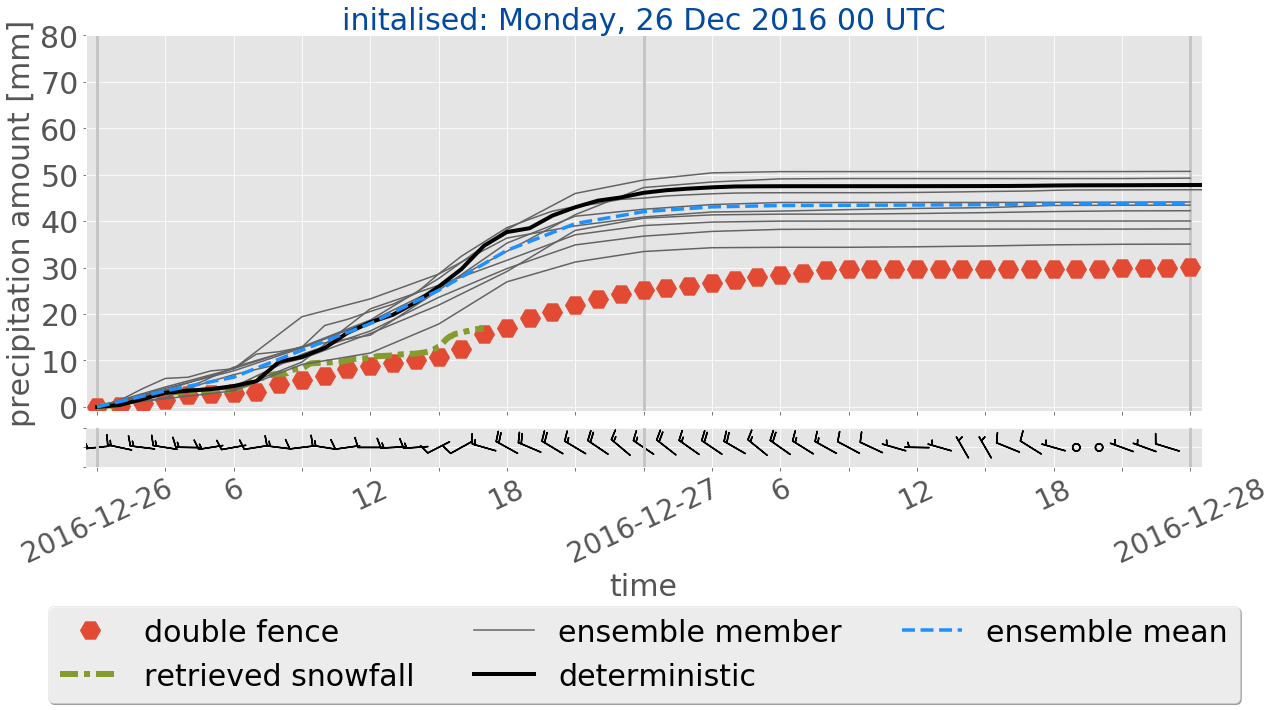 initalised: Monday, 26 Dec 2016 00 UTC
precipitation amount [mm]
80
70
60
50
40
30
20
10
0
2016-12-26 6 12 18 2016-12-27 6 12 18 2016-12-28
time
double fence ensemble member ensemble mean
retrieved snowfall deterministic